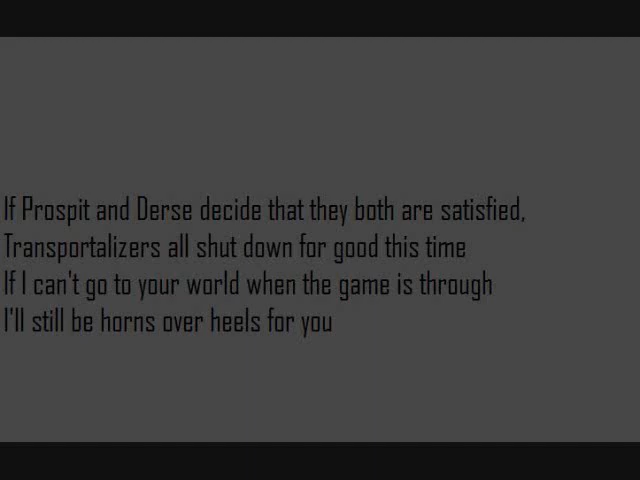 If Prospit and Derse decide that they both are satisfied,
Transportalizers all shut down for good this time
If I can't go to your world when the game is through
I'll still be horns over heels for you